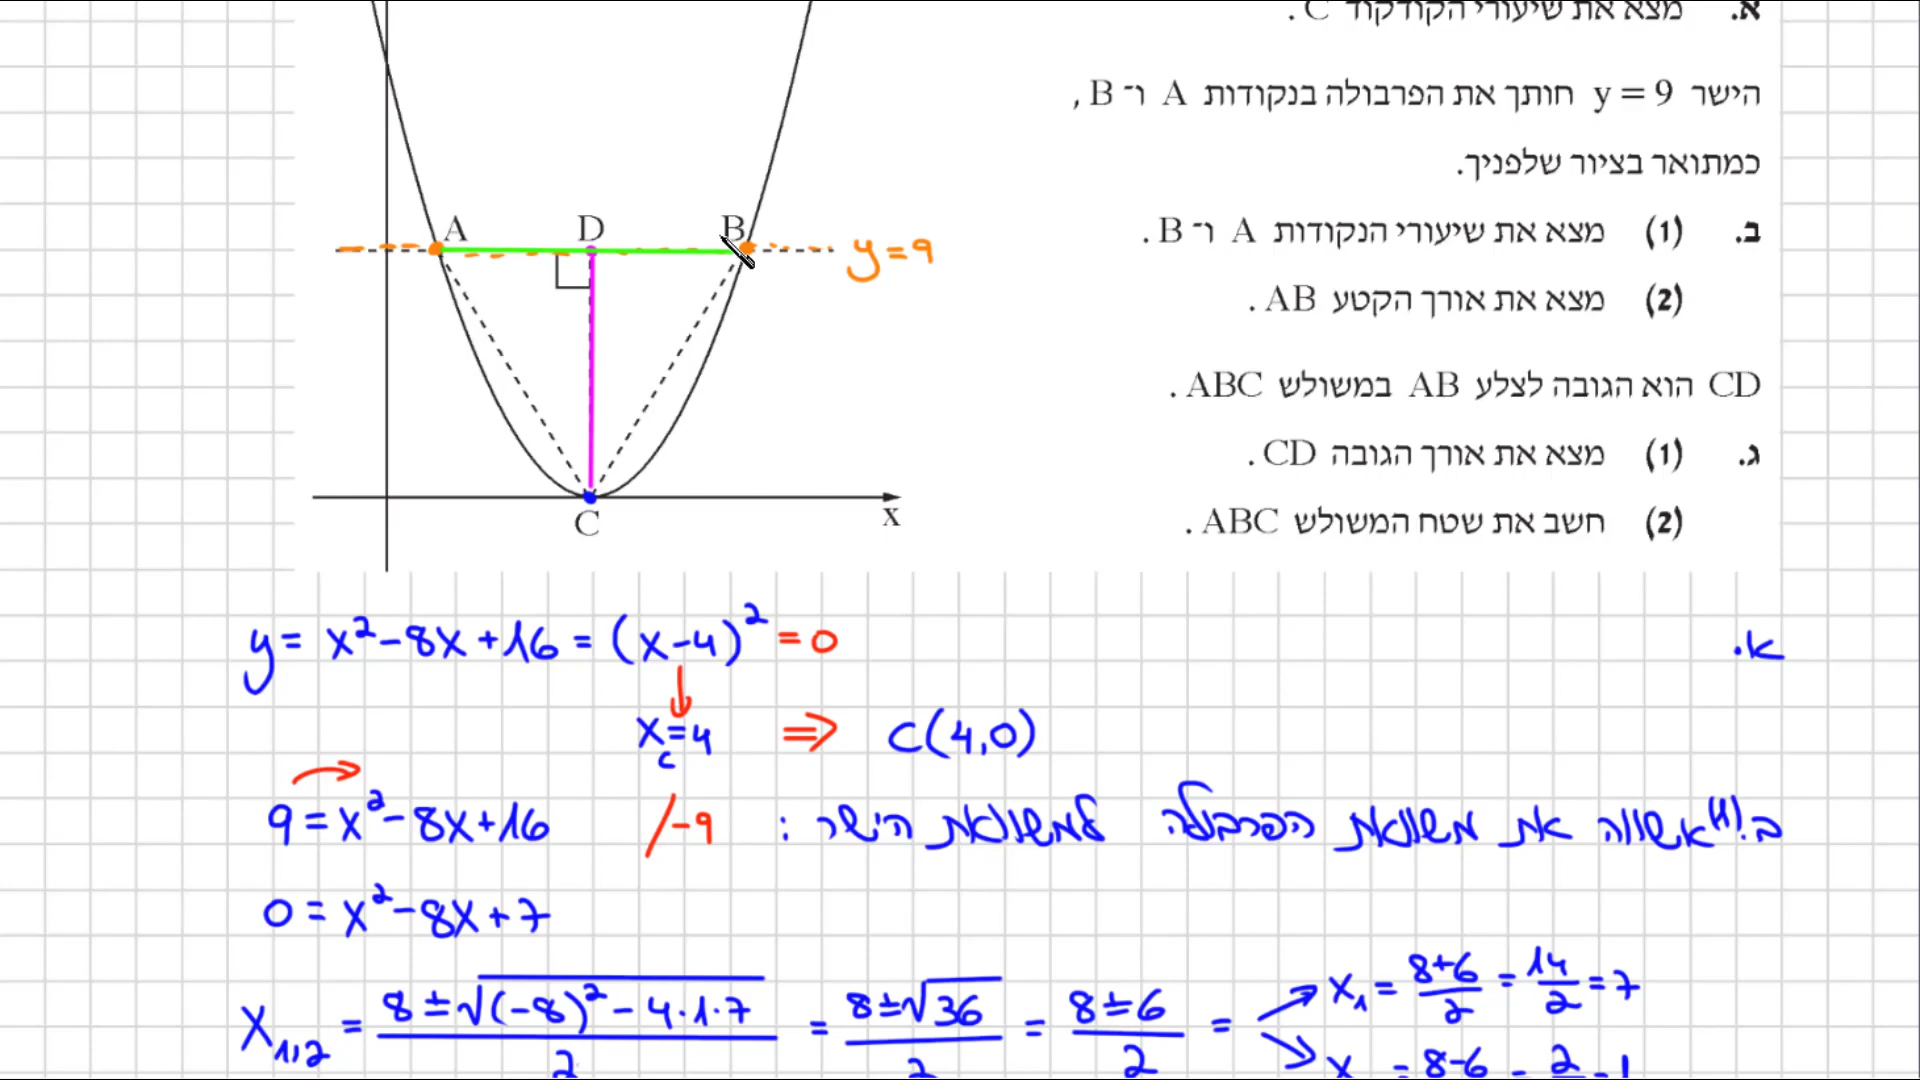 א. מצא את שיעורי הקודקוד C.
הישר y = 9 חותך את הפרבולה בנקודות A ו־ B,
כמתואר בציור שלפניך.
ב. (1) מצא את שיעורי הנקודות A ו־ B.
(2) מצא את אורך הקטע AB.
CD הוא הגובה לצלע AB במשולש ABC.
ג. (1) מצא את אורך הגובה CD.
(2) חשב את שטח המשולש ABC.
A D B
y = 9
C x
א. y = x² - 8x + 16 = (x-4)² = 0
x_c = 4 ⇒ C(4,0)
ב.(1) אשווה את משוואת הפרבולה למשוואת הישר:
9 = x² - 8x + 16 / -9
0 = x² - 8x + 7
x₁,₂ = (8 ± √((-8)² - 4·1·7))/2 = (8 ± √36)/2 = (8 ± 6)/2 =
x₁ = (8+6)/2 = 14/2 = 7
x = (8-6) = 2 = 1